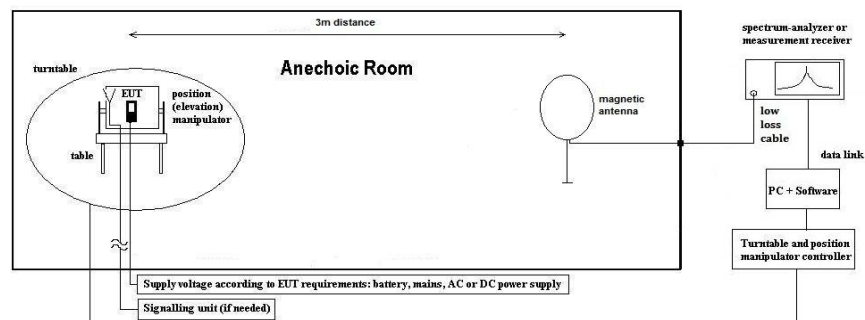 3m distance
spectrum-analyzer or
measurement receiver
turntable
Anechoic Room
EUT
position
(elevation)
manipulator
magnetic
antenna
low
loss
cable
table
data link
PC + Software
Turntable and position
manipulator controller
Supply voltage according to EUT requirements: battery, mains, AC or DC power supply
Signalling unit (if needed)